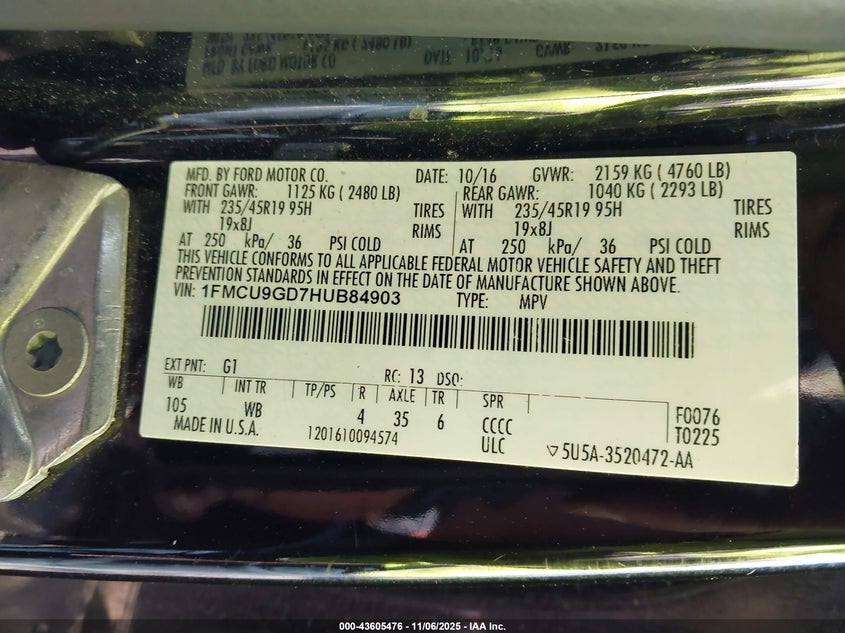 MFD. BY FORD MOTOR CO. DATE: 10/16 GVWR: 2159 KG ( 4760 LB)
FRONT GAWR: 1125 KG ( 2480 LB) REAR GAWR: 1040 KG ( 2293 LB)
WITH 235/45R19 95H TIRES WITH 235/45R19 95H TIRES
19x8J RIMS 19x8J RIMS
AT 250 kPa/ 36 PSI COLD AT 250 kPa/ 36 PSI COLD
THIS VEHICLE CONFORMS TO ALL APPLICABLE FEDERAL MOTOR VEHICLE SAFETY AND THEFT
PREVENTION STANDARDS IN EFFECT ON THE DATE OF MANUFACTURE SHOWN ABOVE.
VIN: 1FMCU9GD7HUB84903 TYPE: MPV
EXT PNT: G1 RC: 13 DSO:
WB INT TR TP/PS R AXLE TR SPR
105 WB 4 35 6 CCCC F0076
MADE IN U.S.A. 1201610094574 ULC T0225
5U5A-3520472-AA
000-43605476 - 11/06/2025 - IAA Inc.